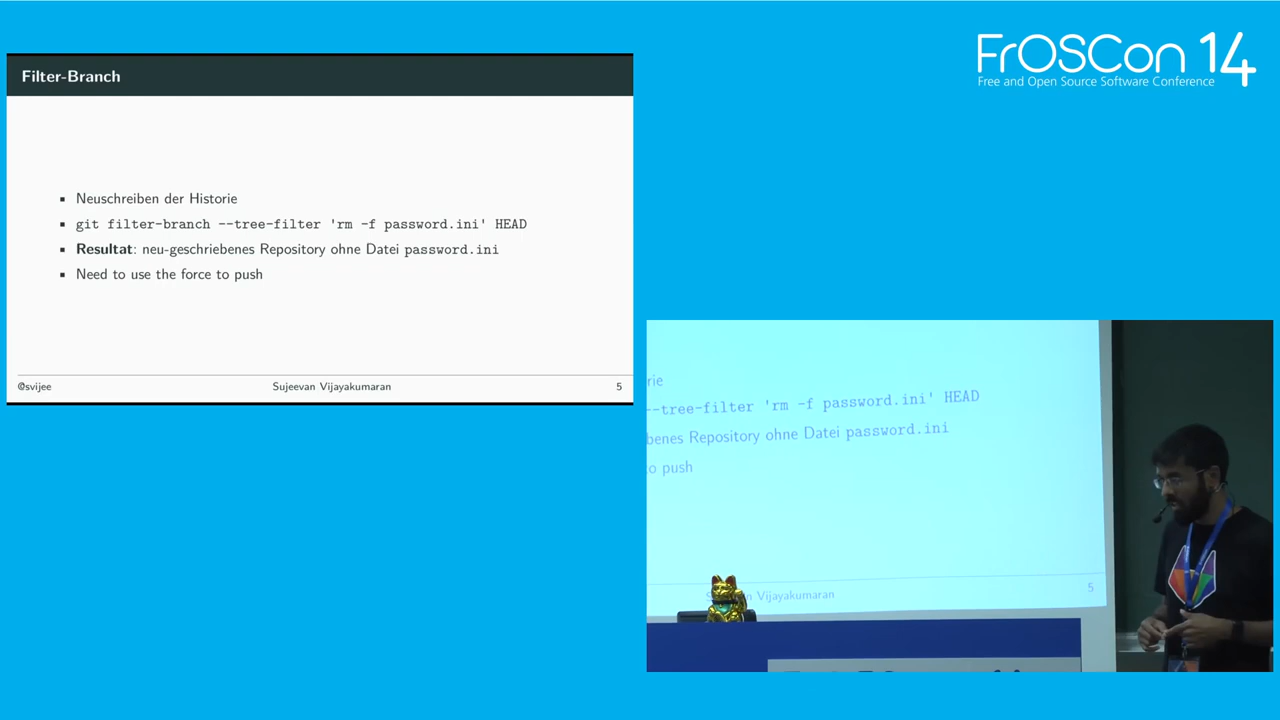 FrOSCon 14
Free and Open Source Software Conference
Filter-Branch
▪ Neuschreiben der Historie
▪ git filter-branch --tree-filter 'rm -f password.ini' HEAD
▪ Resultat: neu-geschriebenes Repository ohne Datei password.ini
▪ Need to use the force to push
@svijee
Sujeevan Vijayakumaran
5
rie
--tree-filter 'rm -f password.ini' HEAD
benes Repository ohne Datei password.ini
to push
Vijayakumaran
5